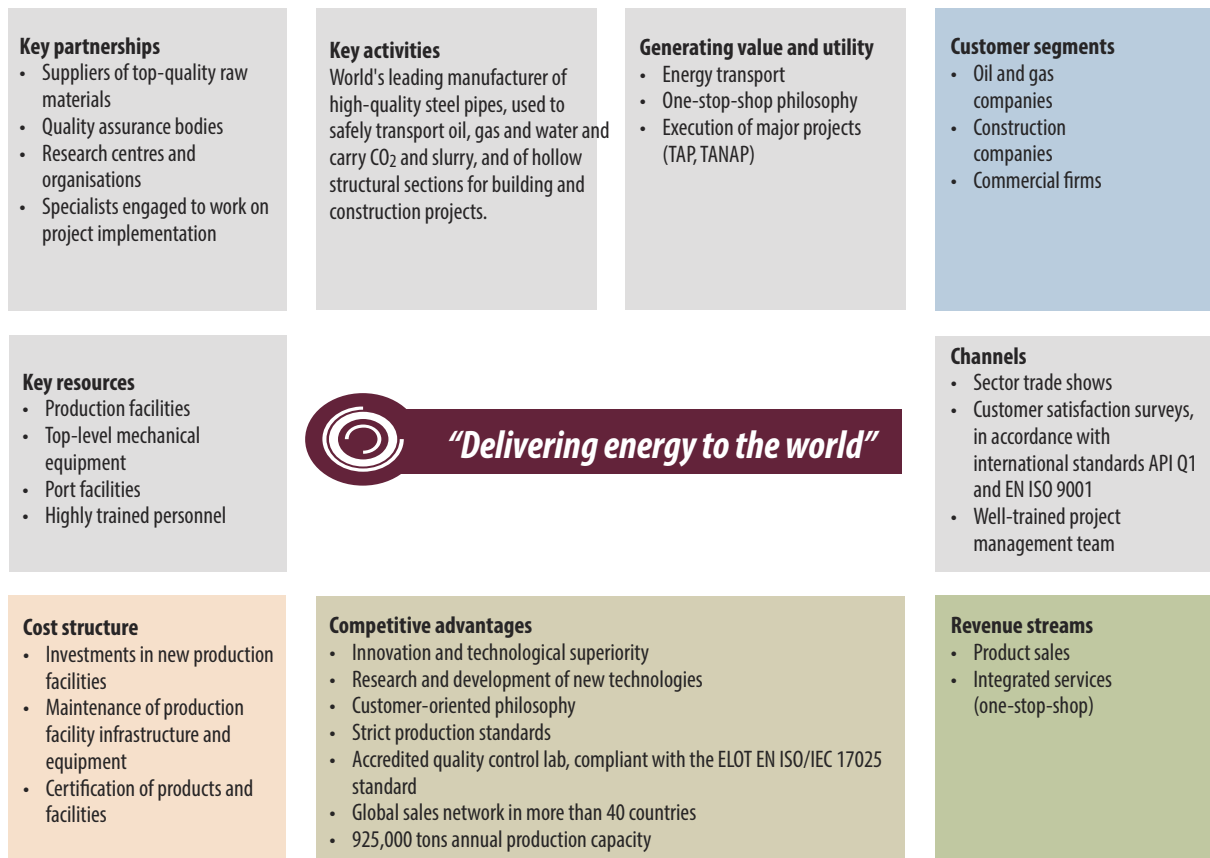 Key partnerships
• Suppliers of top-quality raw
materials
• Quality assurance bodies
• Research centres and
organisations
• Specialists engaged to work on
project implementation
Key activities
World's leading manufacturer of
high-quality steel pipes, used to
safely transport oil, gas and water and
carry CO2 and slurry, and of hollow
structural sections for building and
construction projects.
Generating value and utility
• Energy transport
• One-stop-shop philosophy
• Execution of major projects
(TAP, TANAP)
Customer segments
• Oil and gas
companies
• Construction
companies
• Commercial firms
Key resources
• Production facilities
• Top-level mechanical
equipment
• Port facilities
• Highly trained personnel
“Delivering energy to the world”
Channels
• Sector trade shows
• Customer satisfaction surveys,
in accordance with
international standards API Q1
and EN ISO 9001
• Well-trained project
management team
Cost structure
• Investments in new production
facilities
• Maintenance of production
facility infrastructure and
equipment
• Certification of products and
facilities
Competitive advantages
• Innovation and technological superiority
• Research and development of new technologies
• Customer-oriented philosophy
• Strict production standards
• Accredited quality control lab, compliant with the ELOT EN ISO/IEC 17025
standard
• Global sales network in more than 40 countries
• 925,000 tons annual production capacity
Revenue streams
• Product sales
• Integrated services
(one-stop-shop)